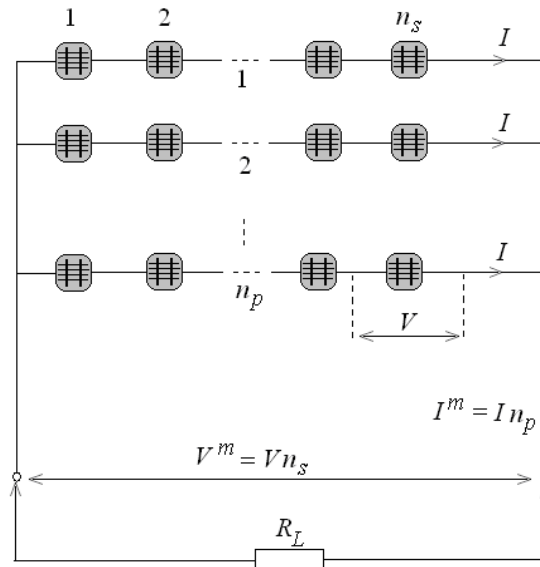 1 2 n_s
I
1
I
2
I
n_p
V
I^m = I n_p
V^m = V n_s
R_L